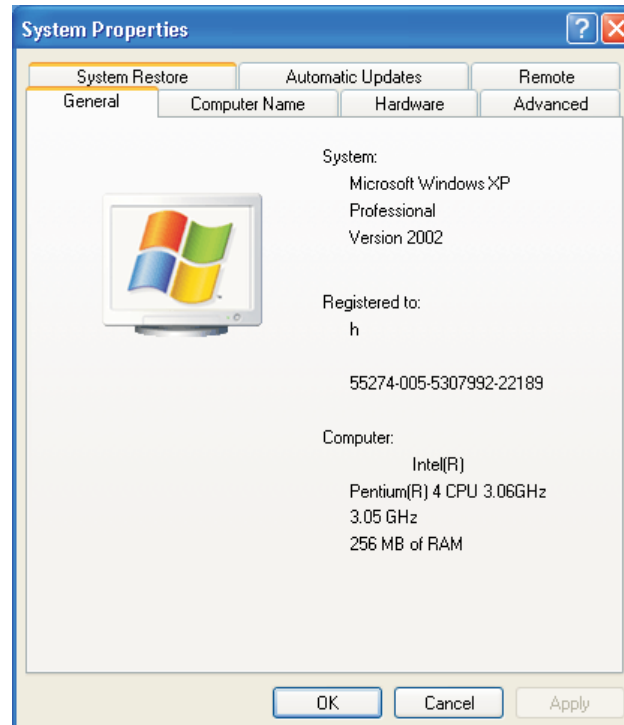 System Properties
System Restore Automatic Updates Remote
General Computer Name Hardware Advanced
System:
Microsoft Windows XP
Professional
Version 2002
Registered to:
h
55274-005-5307992-22189
Computer:
Intel(R)
Pentium(R) 4 CPU 3.06GHz
3.05 GHz
256 MB of RAM
OK Cancel Apply